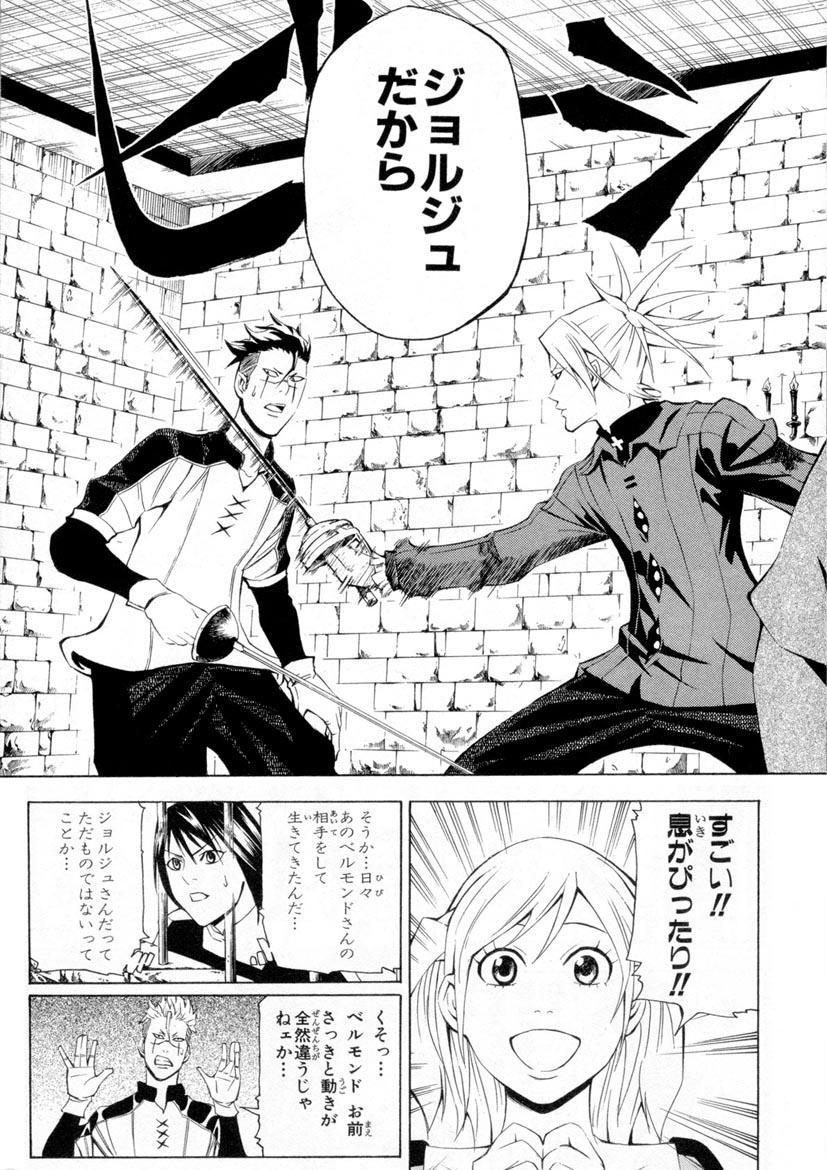 ジョルジュ
だから
すごい!!
息がぴったり!!
そうか…日々
あのベルモンドさんの
相手をして
生きてきたんだ…
ジョルジュさんだって
ただものではないって
ことか…
くそっ…
ベルモンド お前
さっきと動きが
全然違うじゃ
ねェか…